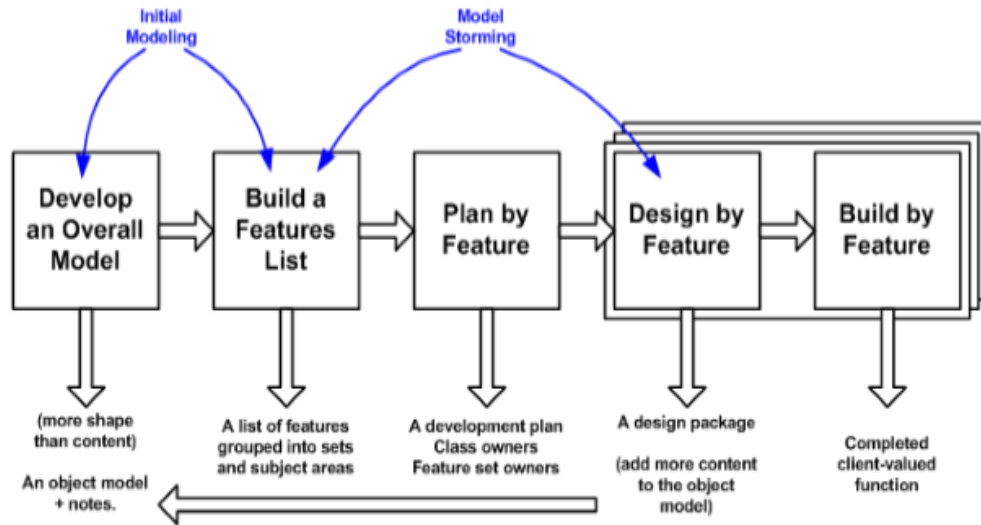 Initial
Modeling
Model
Storming
Develop
an Overall
Model
Build a
Features
List
Plan by
Feature
Design by
Feature
Build by
Feature
(more shape
than content)
An object model
+ notes.
A list of features
grouped into sets
and subject areas
A development plan
Class owners
Feature set owners
A design package
(add more content
to the object
model)
Completed
client-valued
function